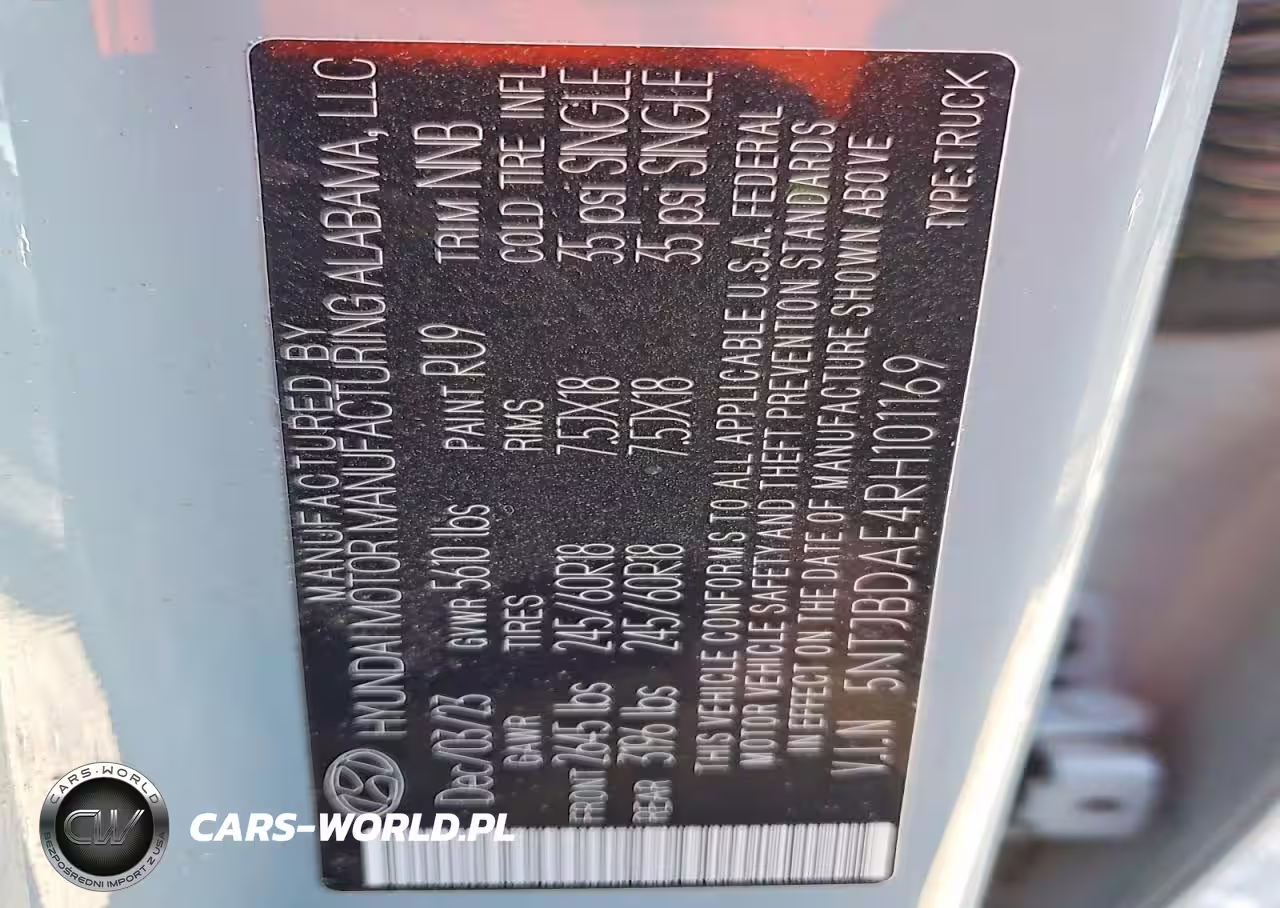 MANUFACTURED BY
HYUNDAI MOTOR MANUFACTURING ALABAMA, LLC
Dec/03/23 GVWR 5610 lbs PAINT RU9 TRIM NNB
GAWR TIRES RIMS COLD TIRE INFL
FRONT 2645 lbs 245/60R18 7.5JX18 35 psi SINGLE
REAR 3196 lbs 245/60R18 7.5JX18 35 psi SINGLE
THIS VEHICLE CONFORMS TO ALL APPLICABLE U.S.A. FEDERAL
MOTOR VEHICLE SAFETY AND THEFT PREVENTION STANDARDS
IN EFFECT ON THE DATE OF MANUFACTURE SHOWN ABOVE
V.I.N 5NTJBDAE4RH101169
TYPE:TRUCK
CARS-WORLD
CW
BEZPOŚREDNI IMPORT Z USA
CARS-WORLD.PL